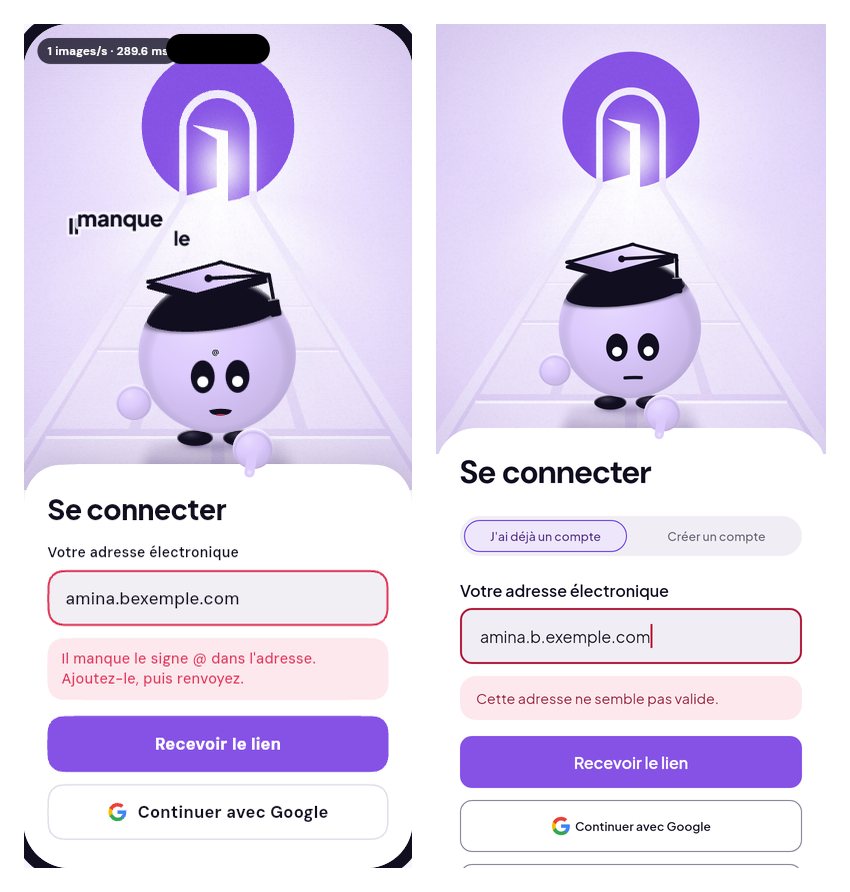 1 images/s · 289.6 ms
manque
le
@
Se connecter
Votre adresse électronique
amina.bexemple.com
Il manque le signe @ dans l'adresse.
Ajoutez-le, puis renvoyez.
Recevoir le lien
Continuer avec Google
Se connecter
J'ai déjà un compte
Créer un compte
Votre adresse électronique
amina.b.exemple.com
Cette adresse ne semble pas valide.
Recevoir le lien
Continuer avec Google